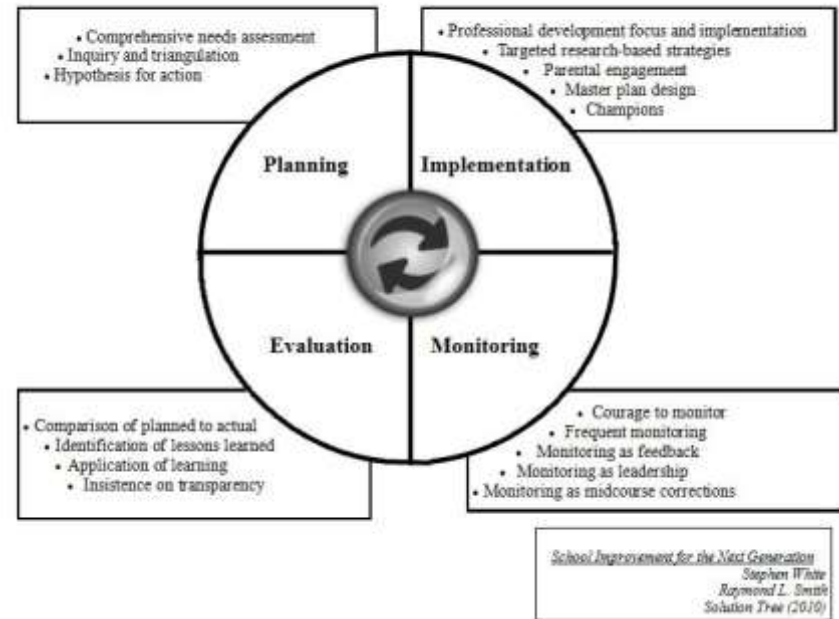 • Comprehensive needs assessment
• Inquiry and triangulation
• Hypothesis for action
• Professional development focus and implementation
• Targeted research-based strategies
• Parental engagement
• Master plan design
• Champions
Planning
Implementation
Evaluation
Monitoring
• Comparison of planned to actual
• Identification of lessons learned
• Application of learning
• Insistence on transparency
• Courage to monitor
• Frequent monitoring
• Monitoring as feedback
• Monitoring as leadership
• Monitoring as midcourse corrections
School Improvement for the Next Generation
Stephen White
Raymond L. Smith
Solution Tree (2010)